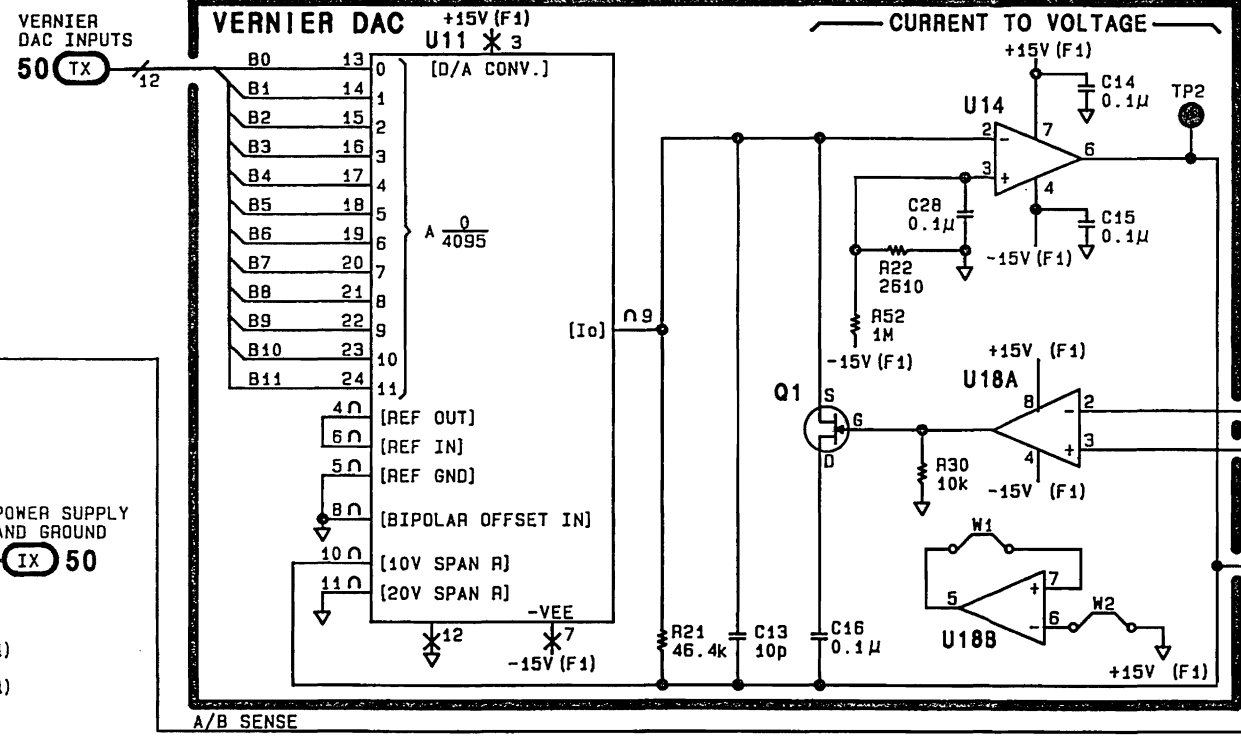 VERNIER
DAC INPUTS
50 TX
12
VERNIER DAC
+15V (F1)
U11 3
[D/A CONV.]
B0 13 0
B1 14 1
B2 15 2
B3 16 3
B4 17 4
B5 18 5
B6 19 6
B7 20 7
B8 21 8
B9 22 9
B10 23 10
B11 24 11
A 0
4095
[Io]
9
4 [REF OUT]
6 [REF IN]
5 [REF GND]
8 [BIPOLAR OFFSET IN]
10 [10V SPAN R]
11 [20V SPAN R]
-VEE
12
7
-15V (F1)
CURRENT TO VOLTAGE
+15V (F1)
C14
0.1µ
TP2
U14
2 -
7
6
3 +
4
C28
0.1µ
C15
0.1µ
-15V (F1)
R22
2610
R52
1M
-15V (F1)
+15V (F1)
U18A
Q1
S
G
D
8
- 2
+ 3
4
R30
10k
-15V (F1)
W1
5
+ 7
- 6
W2
U18B
+15V (F1)
R21
46.4k
C13
10p
C16
0.1µ
POWER SUPPLY
AND GROUND
IX 50
)
)
A/B SENSE